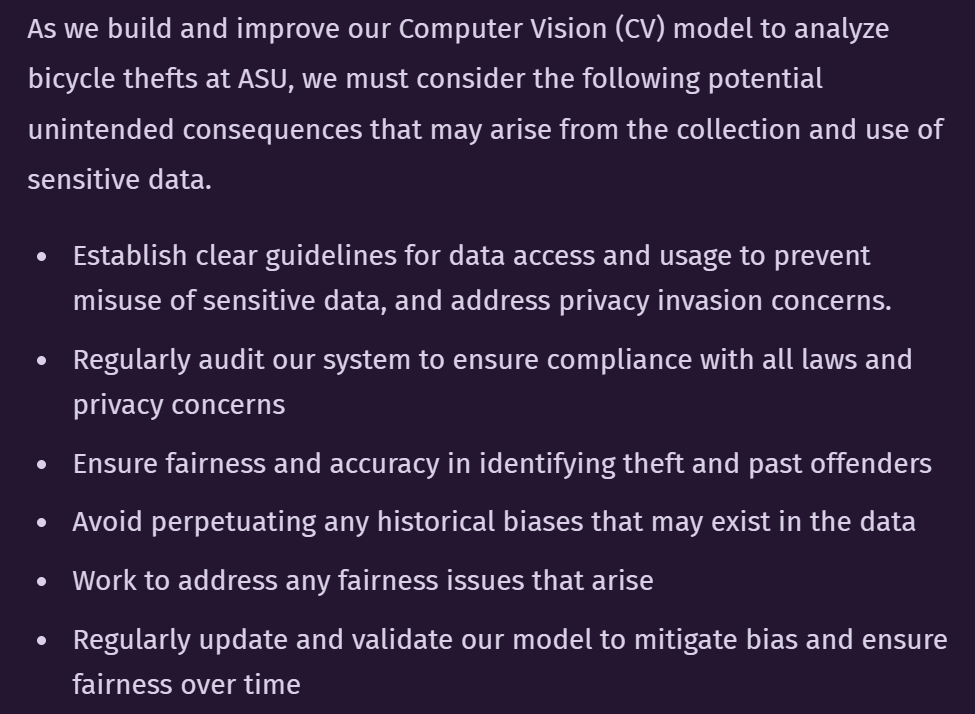 As we build and improve our Computer Vision (CV) model to analyze
bicycle thefts at ASU, we must consider the following potential
unintended consequences that may arise from the collection and use of
sensitive data.
• Establish clear guidelines for data access and usage to prevent
misuse of sensitive data, and address privacy invasion concerns.
• Regularly audit our system to ensure compliance with all laws and
privacy concerns
• Ensure fairness and accuracy in identifying theft and past offenders
• Avoid perpetuating any historical biases that may exist in the data
• Work to address any fairness issues that arise
• Regularly update and validate our model to mitigate bias and ensure
fairness over time